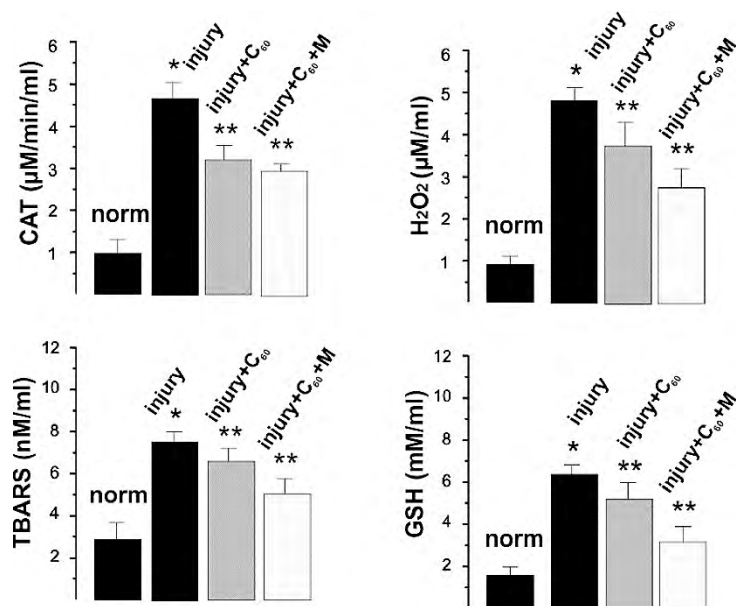 CAT (μM/min/ml)
6
5
4
3
2
1
norm
*
injury
**
injury+C₆₀
**
injury+C₆₀+M
H₂O₂ (μM/ml)
6
5
4
3
2
1
norm
*
injury
**
injury+C₆₀
**
injury+C₆₀+M
TBARS (nM/ml)
12
10
8
6
4
2
norm
*
injury
**
injury+C₆₀
**
injury+C₆₀+M
GSH (mM/ml)
12
10
8
6
4
2
norm
*
injury
**
injury+C₆₀
**
injury+C₆₀+M